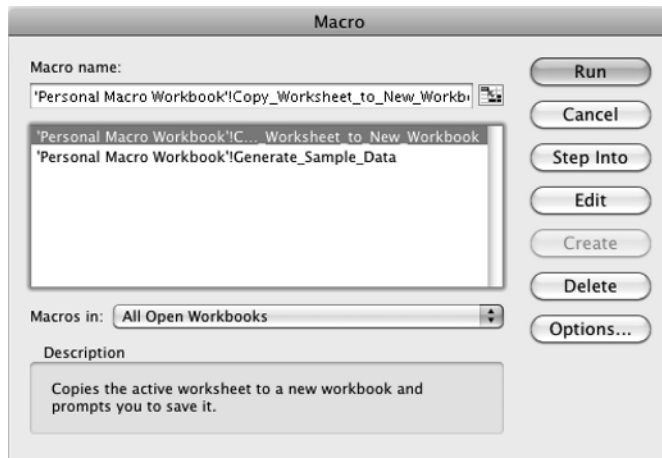 Macro
Macro name:
'Personal Macro Workbook'!Copy_Worksheet_to_New_Workb
'Personal Macro Workbook'!C..._Worksheet_to_New_Workbook
'Personal Macro Workbook'!Generate_Sample_Data
Macros in: All Open Workbooks
Description
Copies the active worksheet to a new workbook and
prompts you to save it.
Run
Cancel
Step Into
Edit
Create
Delete
Options...